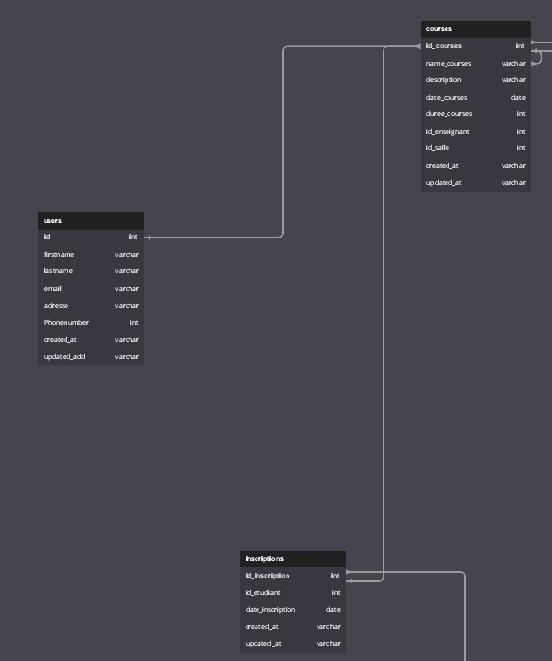 courses
id_courses int
name_courses varchar
description varchar
date_courses date
duree_courses int
id_enseignant int
id_salle int
created_at varchar
updated_at varchar
users
id int
firstname varchar
lastname varchar
email varchar
adresse varchar
Phonenumber int
created_at varchar
updated_add varchar
inscriptions
id_inscription int
id_etudiant int
date_inscription date
created_at varchar
updated_at varchar